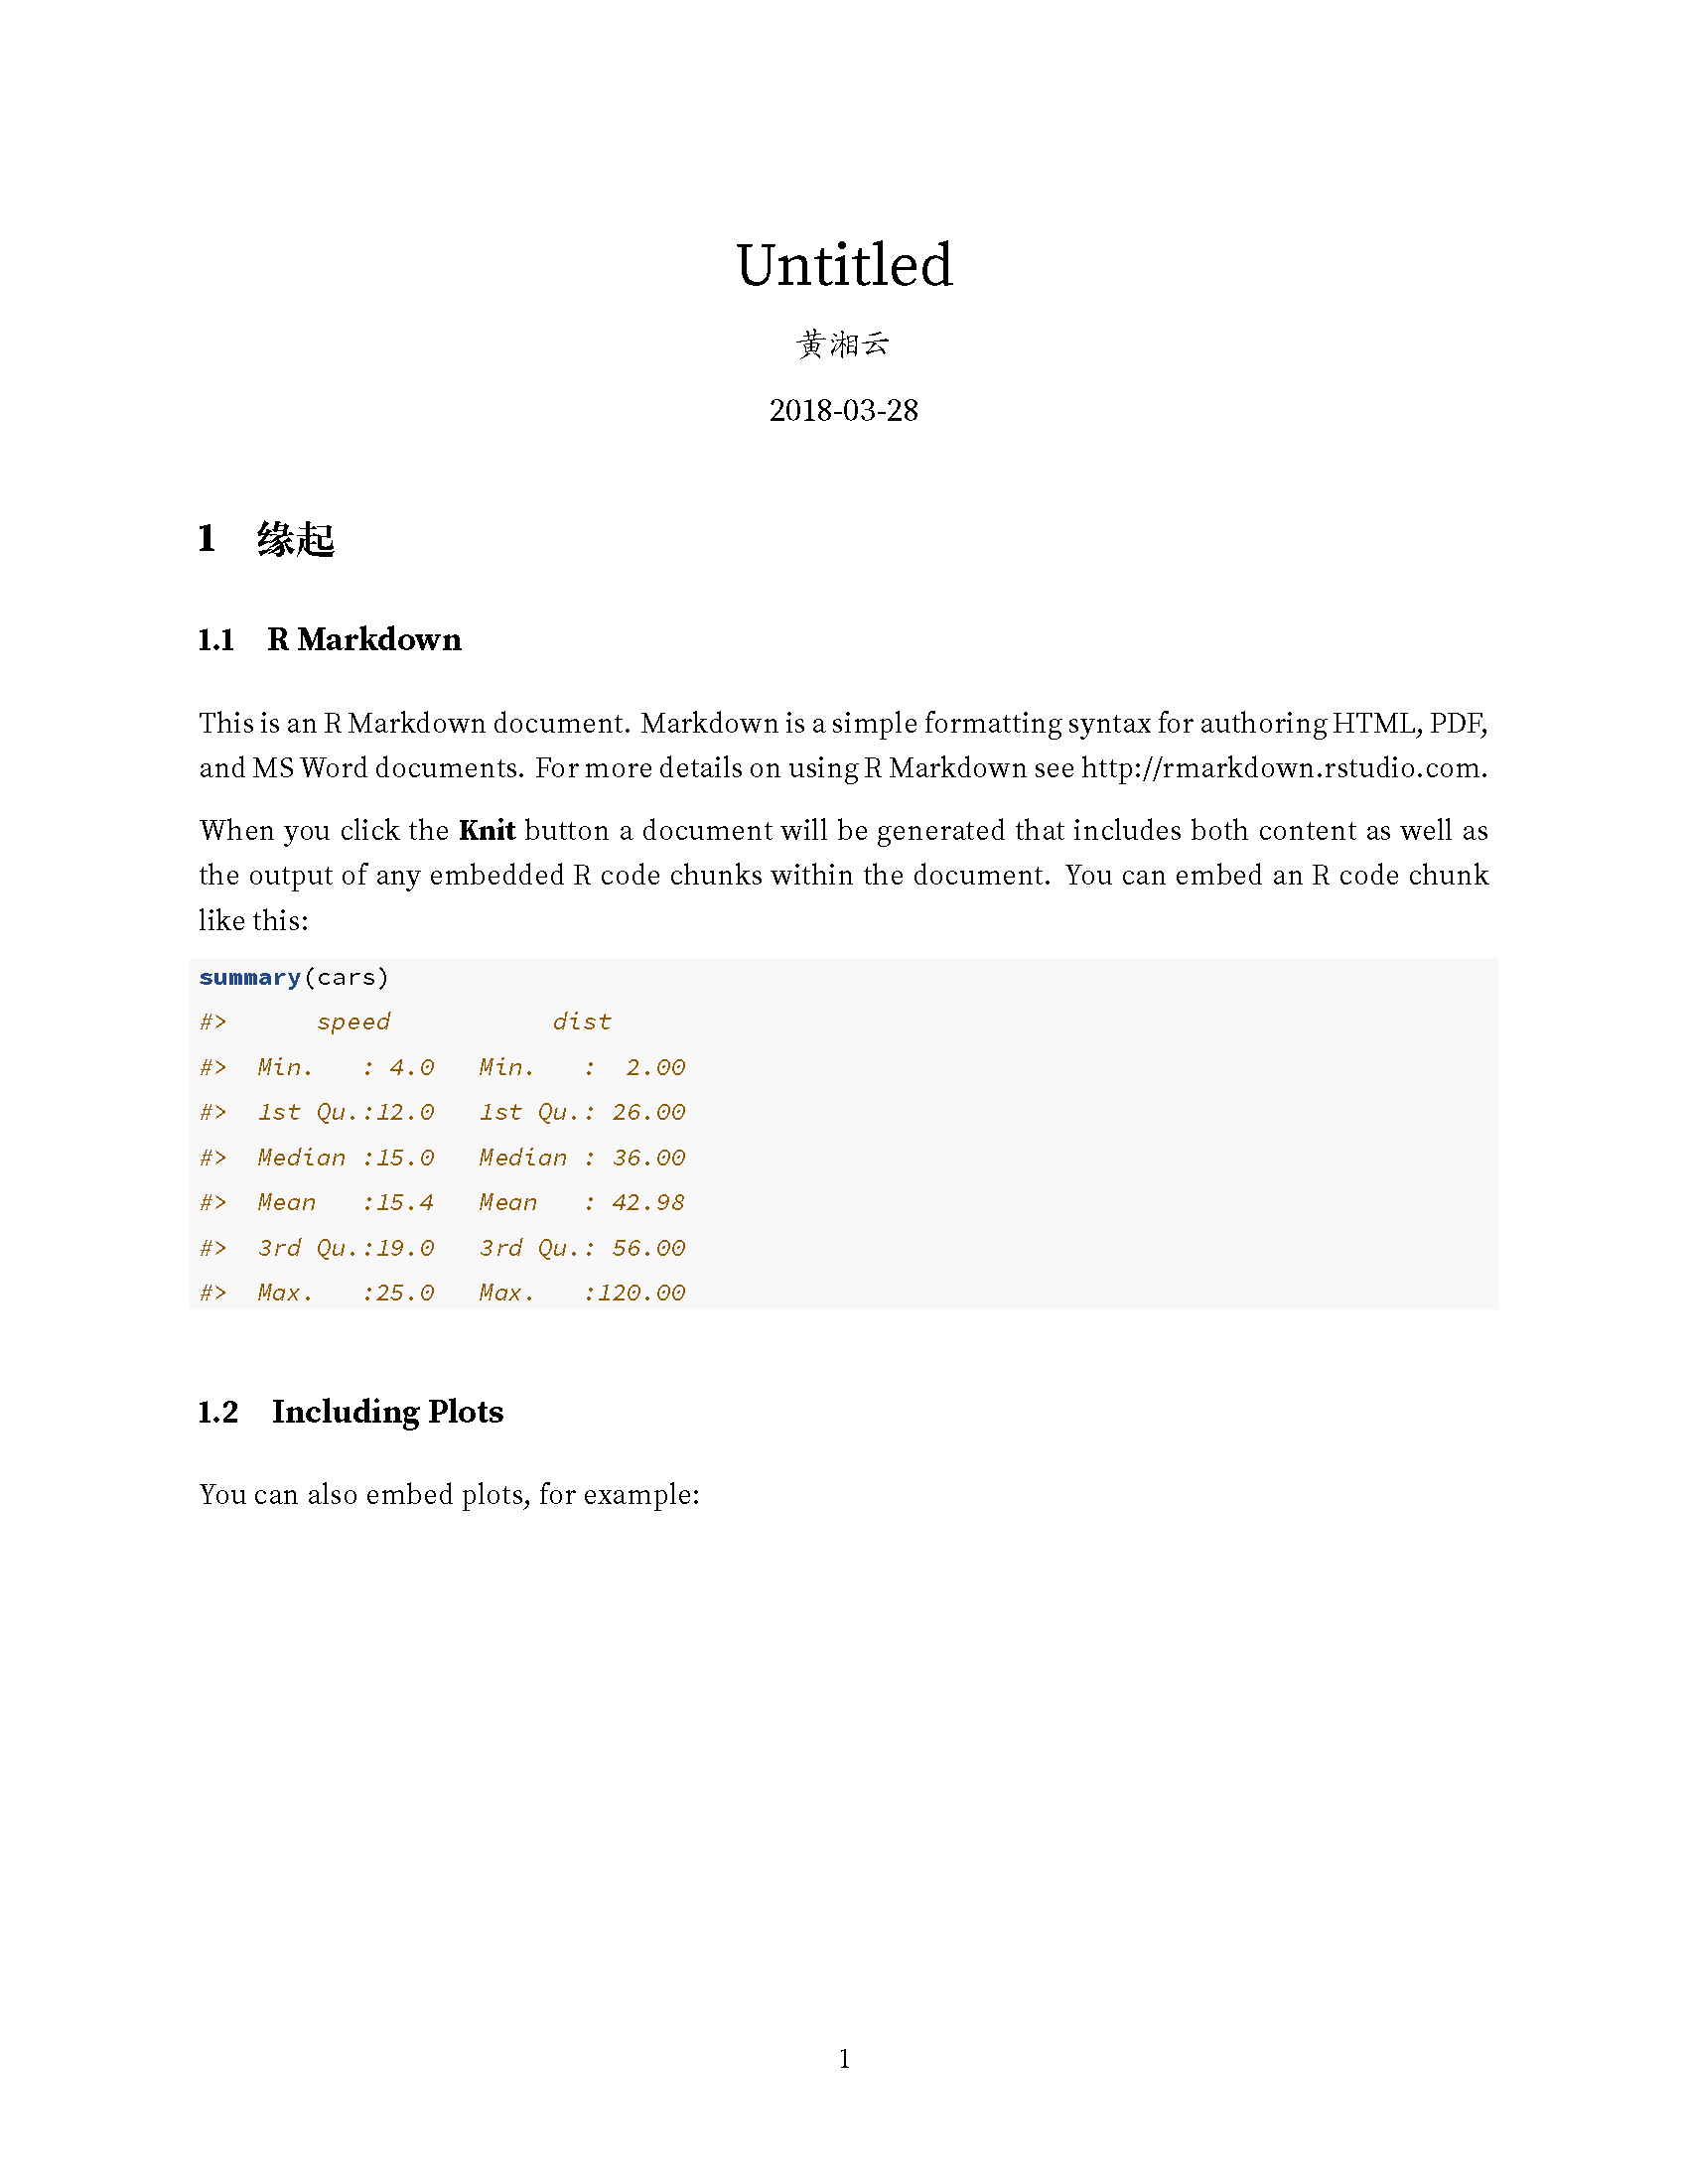 Untitled
黄湘云
2018-03-28
1 缘起
1.1 R Markdown
This is an R Markdown document. Markdown is a simple formatting syntax for authoring HTML, PDF,
and MS Word documents. For more details on using R Markdown see http://rmarkdown.rstudio.com.
When you click the Knit button a document will be generated that includes both content as well as
the output of any embedded R code chunks within the document. You can embed an R code chunk
like this:
summary(cars)
#>      speed           dist
#>  Min.   : 4.0   Min.   :  2.00
#>  1st Qu.:12.0   1st Qu.: 26.00
#>  Median :15.0   Median : 36.00
#>  Mean   :15.4   Mean   : 42.98
#>  3rd Qu.:19.0   3rd Qu.: 56.00
#>  Max.   :25.0   Max.   :120.00
1.2 Including Plots
You can also embed plots, for example:
1